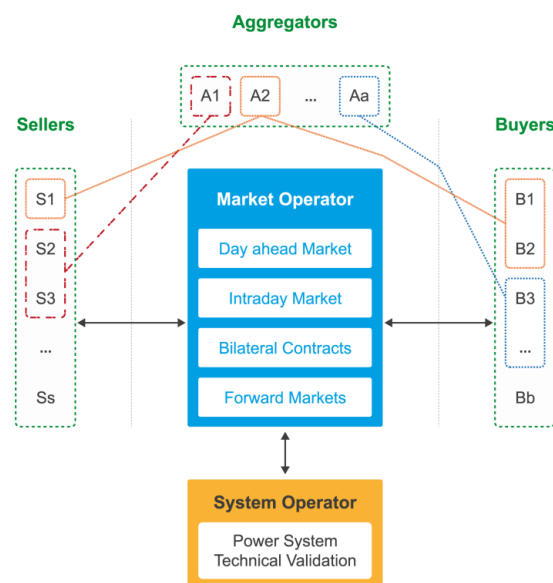 Aggregators
A1 A2 ... Aa
Sellers
Buyers
S1
S2
S3
...
Ss
Market Operator
Day ahead Market
Intraday Market
Bilateral Contracts
Forward Markets
B1
B2
B3
...
Bb
System Operator
Power System
Technical Validation